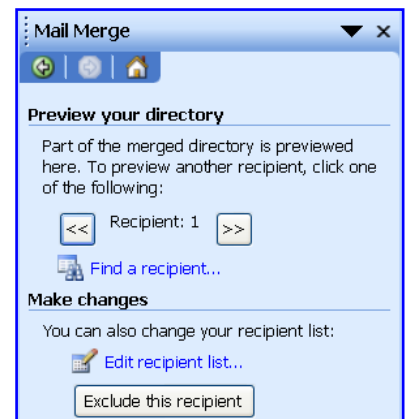 Mail Merge
Preview your directory
Part of the merged directory is previewed
here. To preview another recipient, click one
of the following:
<< Recipient: 1 >>
Find a recipient...
Make changes
You can also change your recipient list:
Edit recipient list...
Exclude this recipient